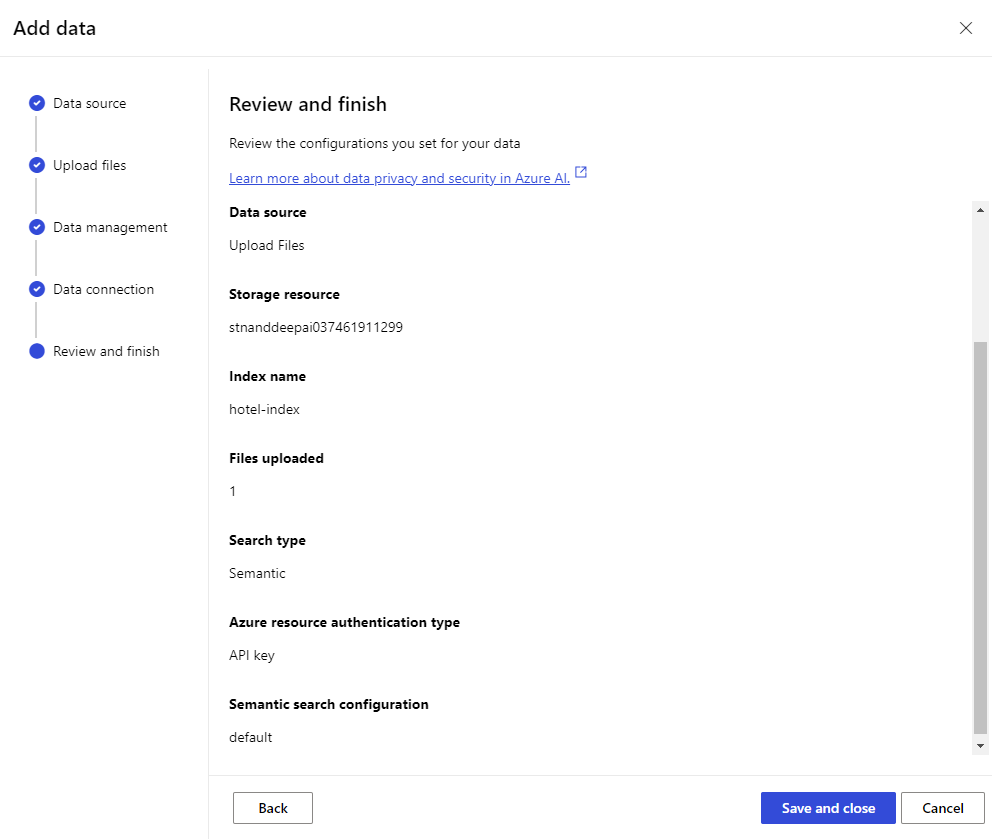 Add data
Data source
Upload files
Data management
Data connection
Review and finish
Review and finish
Review the configurations you set for your data
Learn more about data privacy and security in Azure AI.
Data source
Upload Files
Storage resource
stnanddeepai037461911299
Index name
hotel-index
Files uploaded
1
Search type
Semantic
Azure resource authentication type
API key
Semantic search configuration
default
Back
Save and close
Cancel